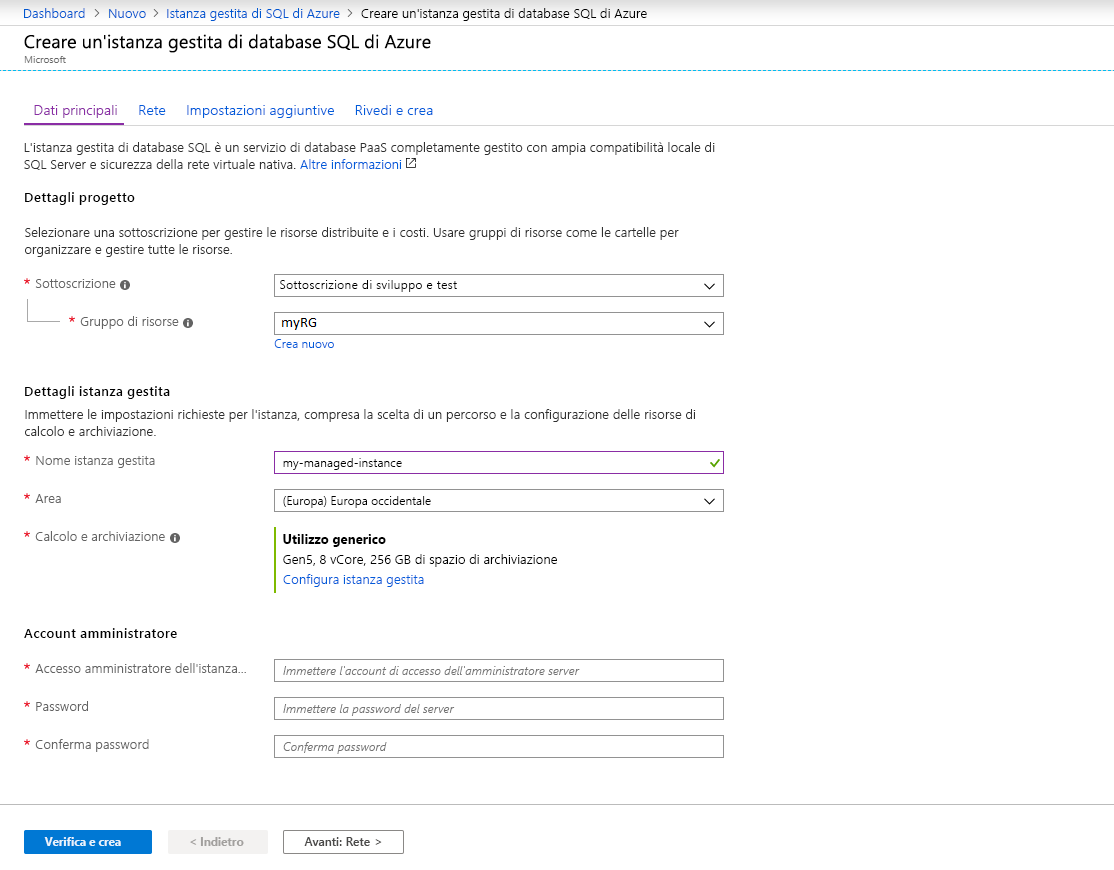 Dashboard > Nuovo > Istanza gestita di SQL di Azure > Creare un'istanza gestita di database SQL di Azure
Creare un'istanza gestita di database SQL di Azure
Microsoft
Dati principali Rete Impostazioni aggiuntive Rivedi e crea
L'istanza gestita di database SQL è un servizio di database PaaS completamente gestito con ampia compatibilità locale di
SQL Server e sicurezza della rete virtuale nativa. Altre informazioni
Dettagli progetto
Selezionare una sottoscrizione per gestire le risorse distribuite e i costi. Usare gruppi di risorse come le cartelle per
organizzare e gestire tutte le risorse.
* Sottoscrizione Sottoscrizione di sviluppo e test
* Gruppo di risorse myRG
Crea nuovo
Dettagli istanza gestita
Immettere le impostazioni richieste per l'istanza, compresa la scelta di un percorso e la configurazione delle risorse di
calcolo e archiviazione.
* Nome istanza gestita my-managed-instance
* Area (Europa) Europa occidentale
* Calcolo e archiviazione Utilizzo generico
Gen5, 8 vCore, 256 GB di spazio di archiviazione
Configura istanza gestita
Account amministratore
* Accesso amministratore dell'istanza... Immettere l'account di accesso dell'amministratore server
* Password Immettere la password del server
* Conferma password Conferma password
Verifica e crea < Indietro Avanti: Rete >